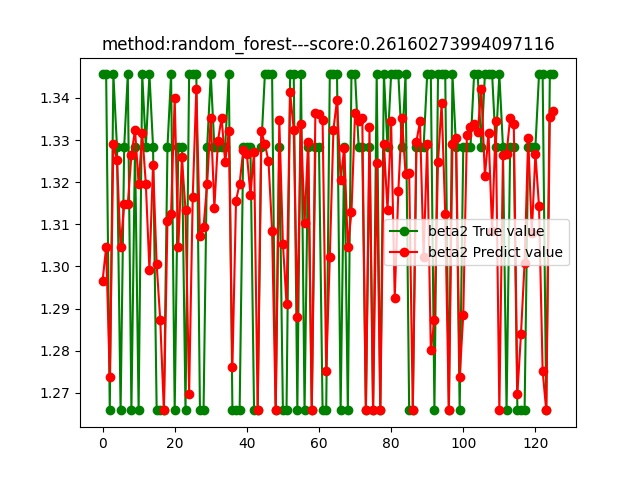 method:random_forest---score:0.26160273994097116
1.34
1.33
1.32
1.31
1.30
1.29
1.28
1.27
beta2 True value
beta2 Predict value
0 20 40 60 80 100 120